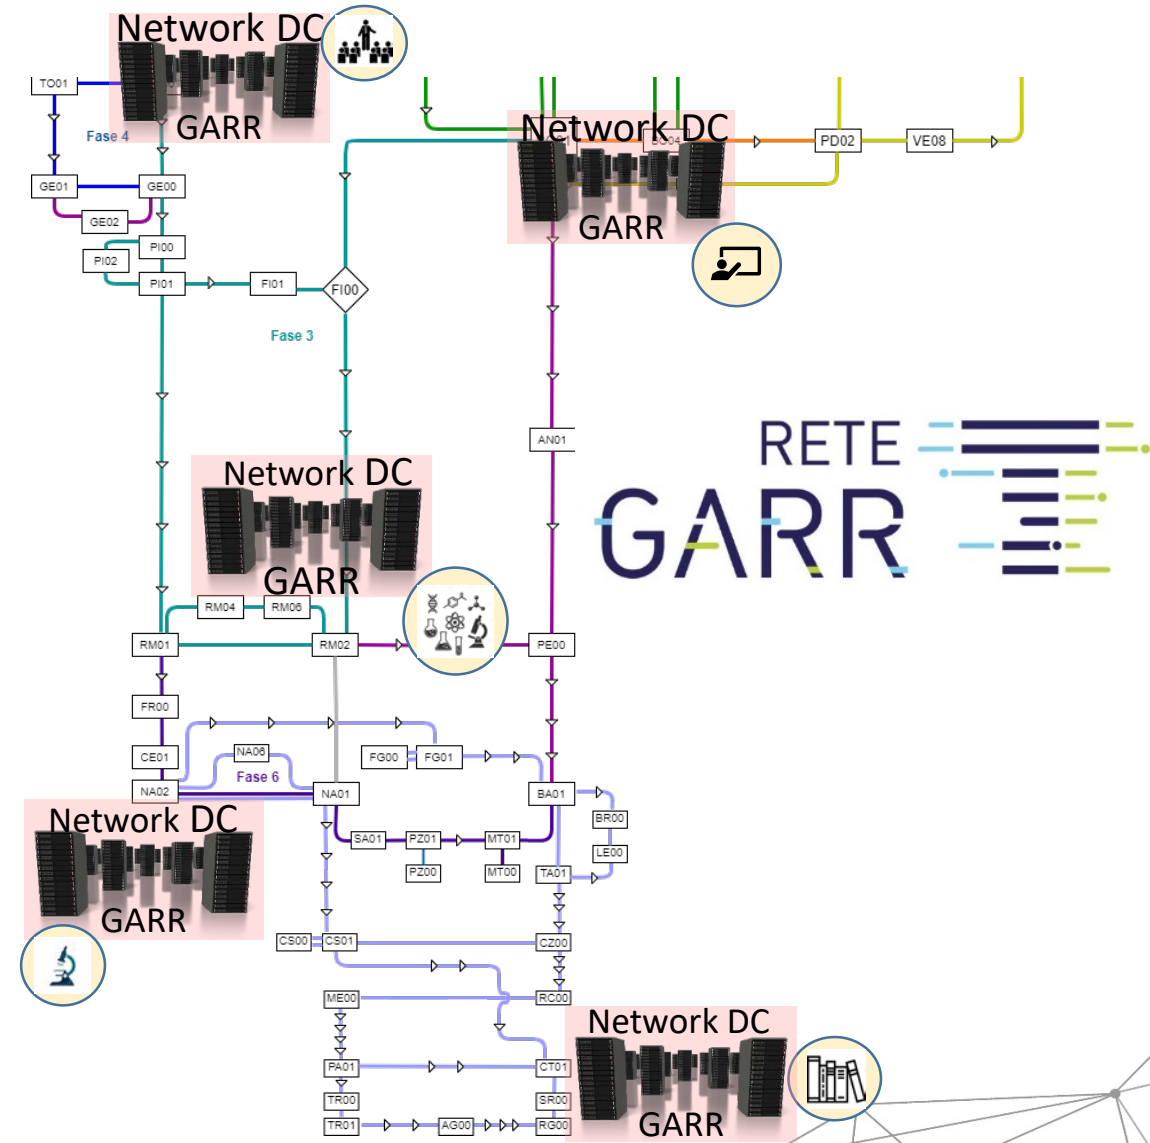 Network DC
TO01
GARR
Fase 4
Network DC
PD02
VE08
GE01
GE00
GE02
GARR
PI00
PI02
PI01
FI01
FI00
Fase 3
AN01
RETE
GARR
Network DC
GARR
RM04
RM06
RM01
RM02
PE00
FR00
CE01
NA06
FG00
FG01
Fase 6
NA02
NA01
BA01
Network DC
BR00
SA01
PZ01
MT01
LE00
PZ00
MT00
TA01
GARR
CS00
CS01
CZ00
ME00
RC00
Network DC
PA01
CT01
TR00
SR00
TR01
AG00
RG00
GARR